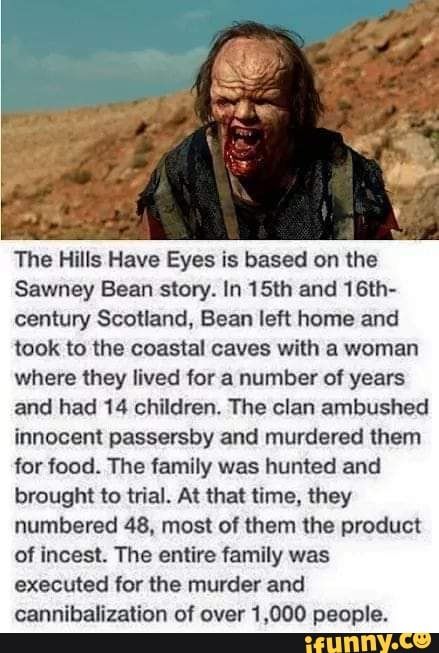 The Hills Have Eyes is based on the
Sawney Bean story. In 15th and 16th-
century Scotland, Bean left home and
took to the coastal caves with a woman
where they lived for a number of years
and had 14 children. The clan ambushed
innocent passersby and murdered them
for food. The family was hunted and
brought to trial. At that time, they
numbered 48, most of them the product
of incest. The entire family was
executed for the murder and
cannibalization of over 1,000 people.
ifunny.co